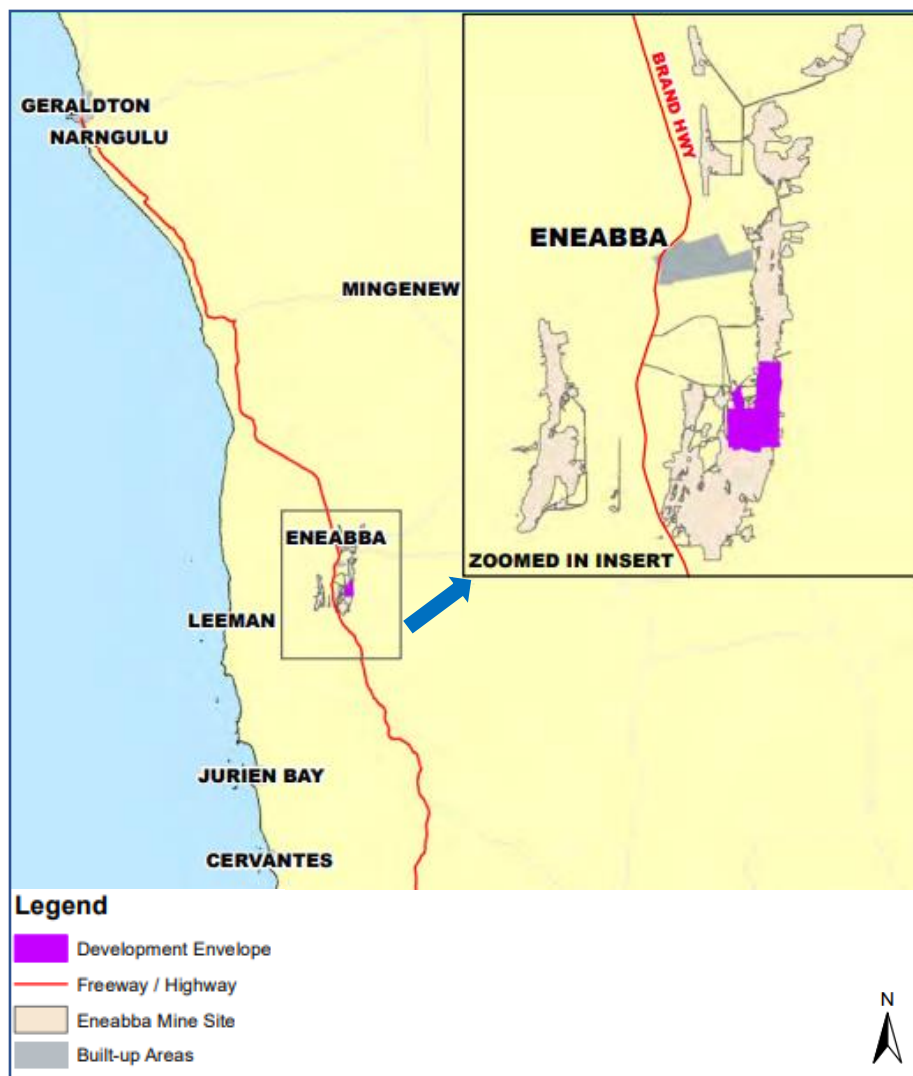 GERALDTON
NARNGULU
MINGENEW
ENEABBA
LEEMAN
JURIEN BAY
CERVANTES
BRAND HWY
ENEABBA
ZOOMED IN INSERT
Legend
Development Envelope
Freeway / Highway
Eneabba Mine Site
Built-up Areas
N